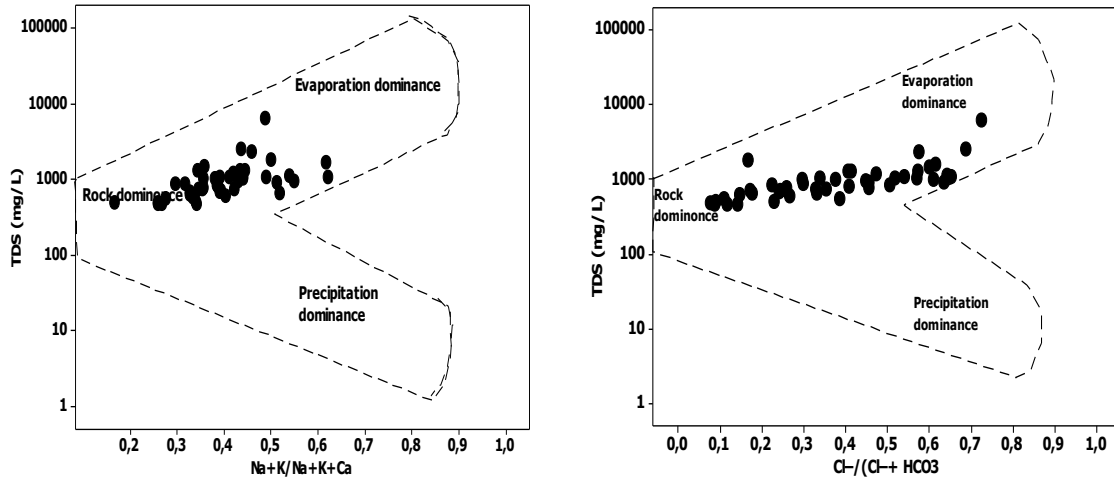 100000
10000
1000
100
10
1
TDS (mg/ L)
Evaporation dominance
Rock dominence
Precipitation
dominance
0,2 0,3 0,4 0,5 0,6 0,7 0,8 0,9 1,0
Na+K/Na+K+Ca
100000
10000
1000
100
10
1
TDS (mg/ L)
Evaporation
dominance
Rock
dominonce
Precipitation
dominance
0,0 0,1 0,2 0,3 0,4 0,5 0,6 0,7 0,8 0,9 1,0
Cl–/(Cl–+ HCO3